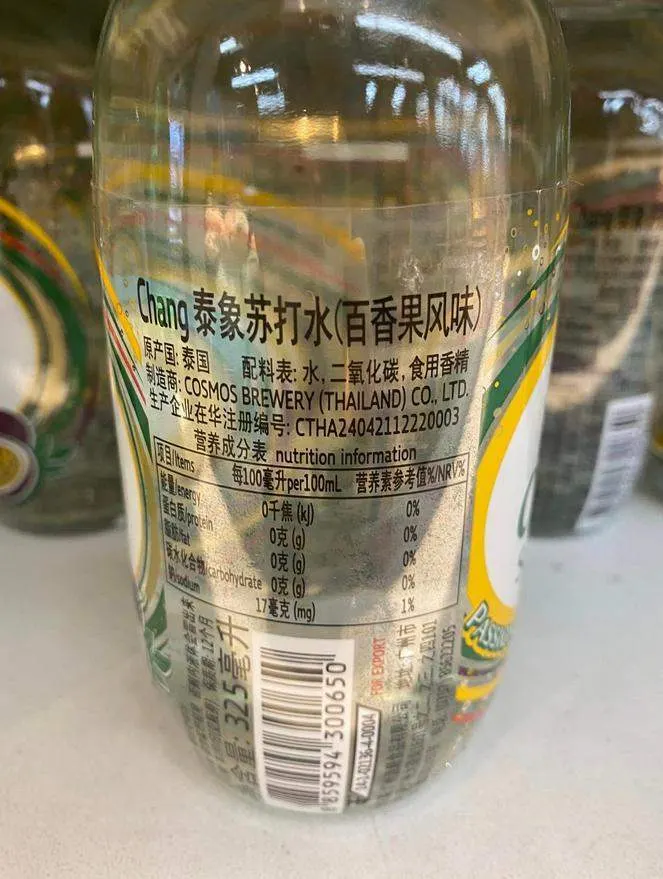 Chang 泰象苏打水(百香果风味)
原产国: 泰国 配料表: 水, 二氧化碳, 食用香精
制造商: COSMOS BREWERY (THAILAND) CO., LTD.
生产企业在华注册编号: CTHA24042112220003
营养成分表 nutrition information
项目/Items 每100毫升per100mL 营养素参考值%/NRV%
能量/energy 0千焦 (kJ) 0%
蛋白质/protein 0克 (g) 0%
脂肪/fat 0克 (g) 0%
碳水化合物/carbohydrate 0克 (g) 0%
钠/sodium 17毫克 (mg) 1%
325毫升
8 859594 300650
FOR EXPORT
PASSI